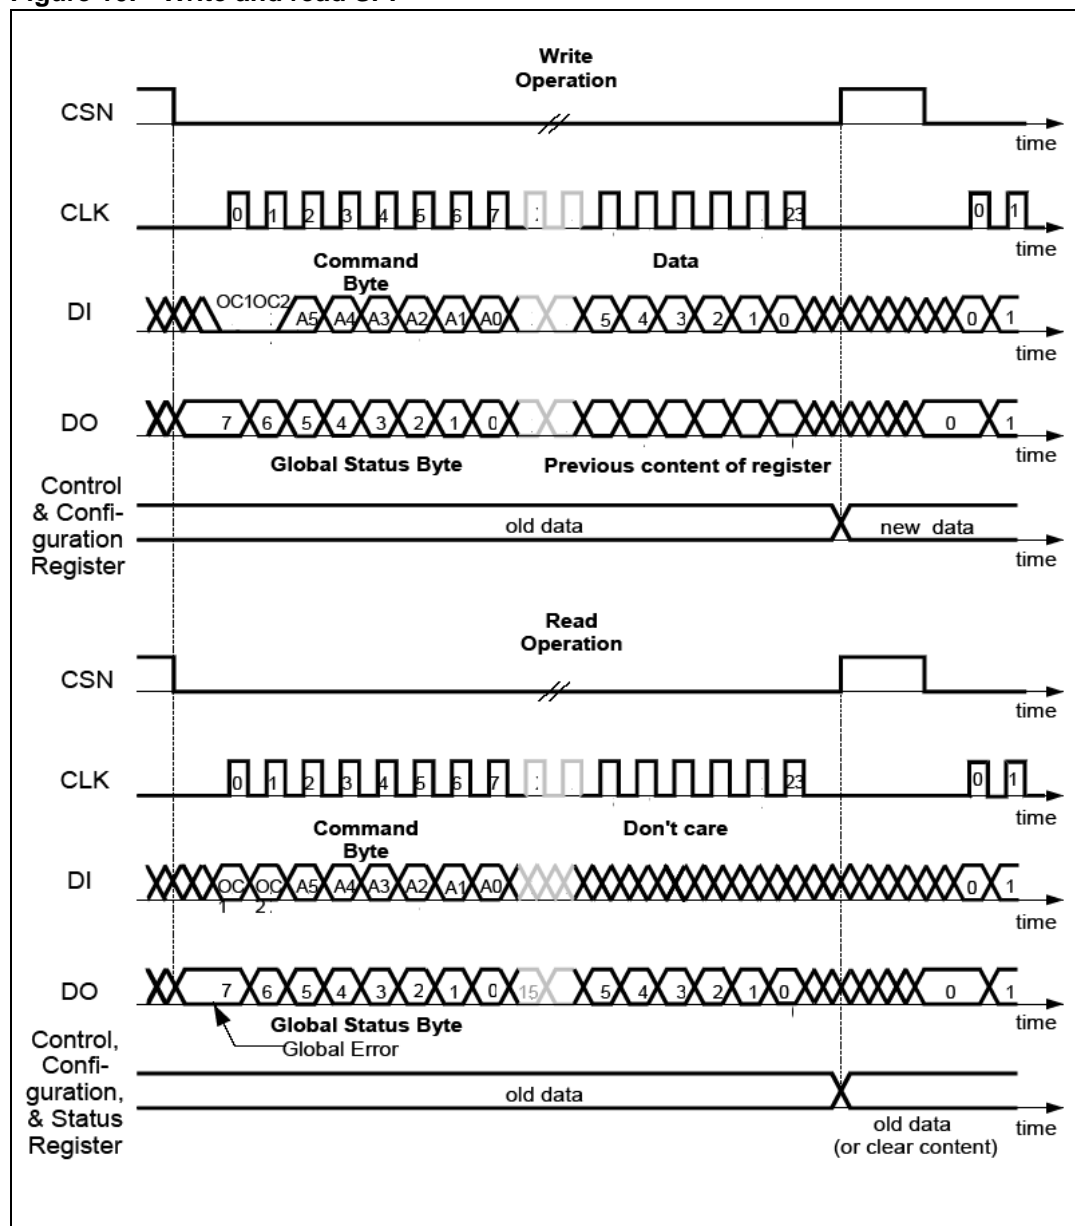 Write
Operation
CSN
time
CLK
0 1 2 3 4 5 6 7 23 0 1
time
Command
Byte
Data
DI
OC1OC2
A5 A4 A3 A2 A1 A0 5 4 3 2 1 0 0 1
time
DO
7 6 5 4 3 2 1 0 0 1
time
Global Status Byte
Previous content of register
Control
& Confi-
guration
Register
old data
new data
time
Read
Operation
CSN
time
CLK
0 1 2 3 4 5 6 7 23 0 1
time
Command
Byte
Don't care
DI
OC OC A5 A4 A3 A2 A1 A0 0 1
1 2
time
DO
7 6 5 4 3 2 1 0 15 5 4 3 2 1 0 0 1
time
Global Status Byte
Global Error
Control,
Confi-
guration,
& Status
Register
old data
old data
(or clear content)
time